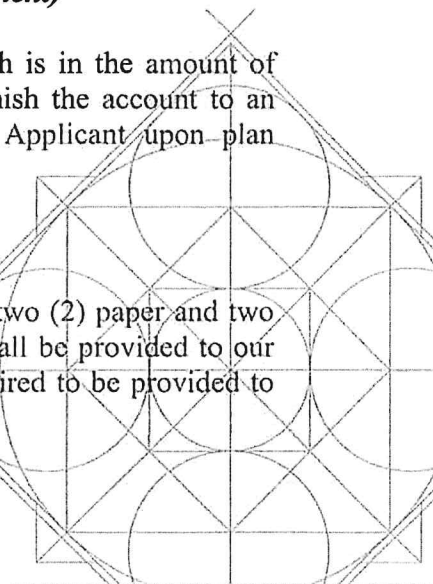 h is in the amount of
nish the account to an
Applicant upon plan
two (2) paper and two
all be provided to our
ired to be provided to